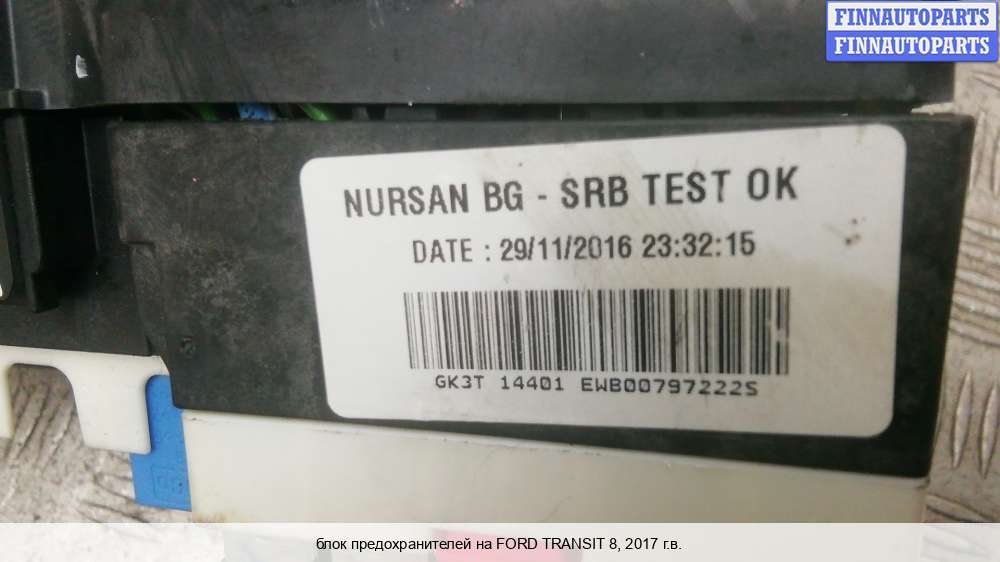 FINNAUTOPARTS
FINNAUTOPARTS
NURSAN BG - SRB TEST OK
DATE : 29/11/2016 23:32:15
GK3T 14401 EWB00797222S
блок предохранителей на FORD TRANSIT 8, 2017 г.в.